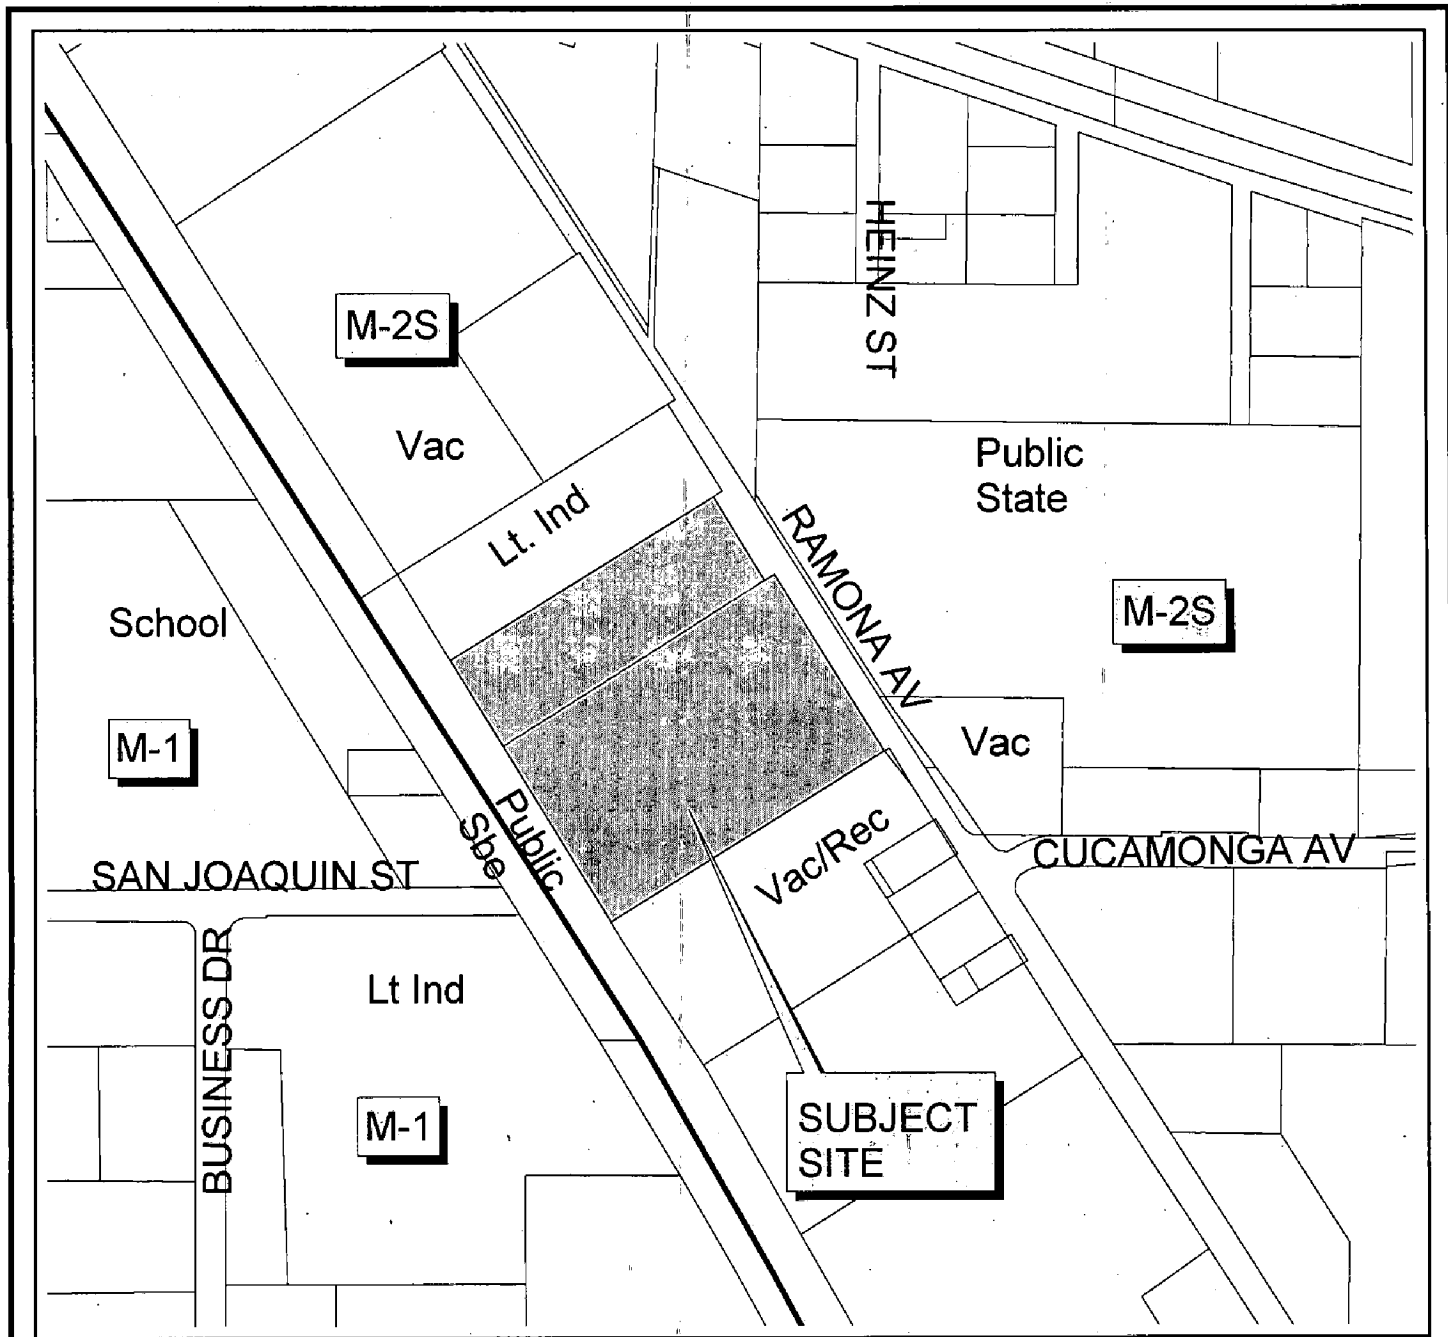 HEINZ ST
M-2S
Vac
Public
State
Lt. Ind
RAMONA AV
M-2S
School
Vac
M-1
Public
Sbe
Vac/Rec
CUCAMONGA AV
SAN JOAQUIN ST
BUSINESS DR
Lt Ind
M-1
SUBJECT
SITE